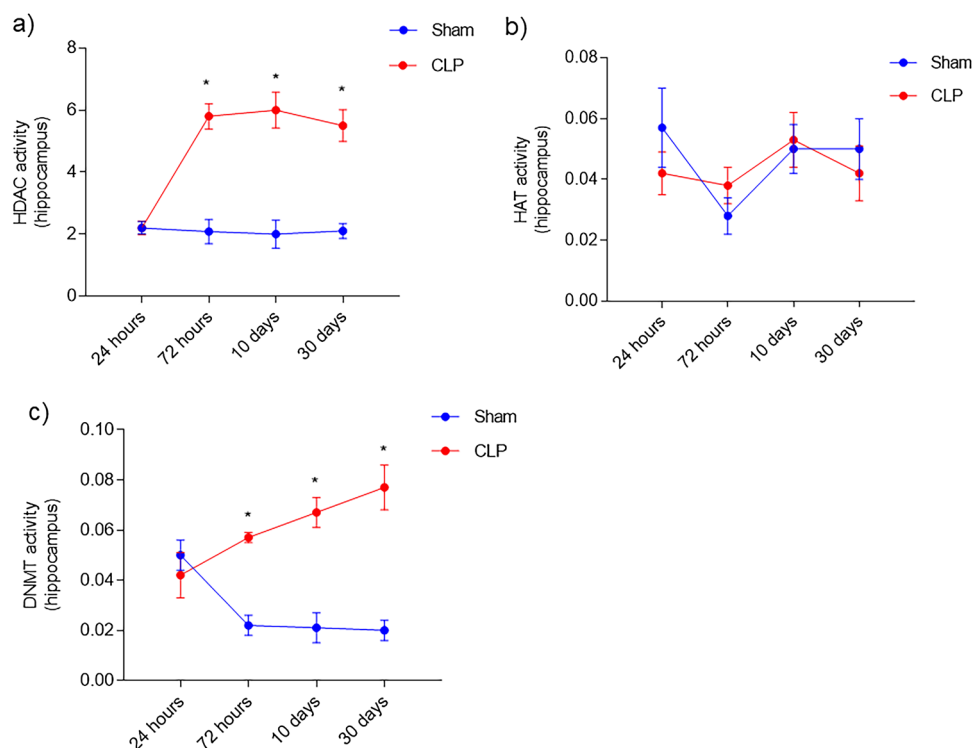 a)
Sham
CLP
HDAC activity
(hippocampus)
8
6
4
2
0
* * *
24 hours
72 hours
10 days
30 days
b)
Sham
CLP
HAT activity
(hippocampus)
0.08
0.06
0.04
0.02
0.00
24 hours
72 hours
10 days
30 days
c)
Sham
CLP
DNMT activity
(hippocampus)
0.10
0.08
0.06
0.04
0.02
0.00
* * *
24 hours
72 hours
10 days
30 days